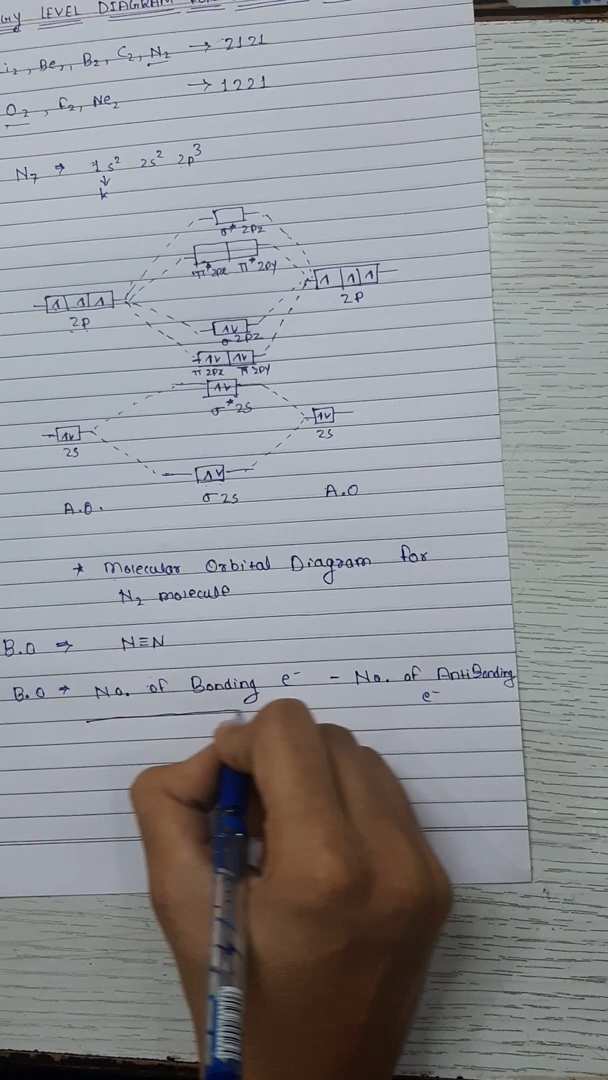 LEVEL DIAGRAM
Be₂, B₂, C₂, N₂ → 2121
O₂, F₂, Ne₂ → 1221
N₇ → 1s² 2s² 2p³
↓
k
σ* 2pz
π*2px π*2py
2p
2p
σ 2pz
π 2px π 2py
σ*2s
2s
2s
σ 2s
A.O.
A.O
* Molecular Orbital Diagram for
N₂ molecule
B.O ⇒ N≡N
B.O → No. of Bonding e⁻ - No. of AntiBonding
e⁻